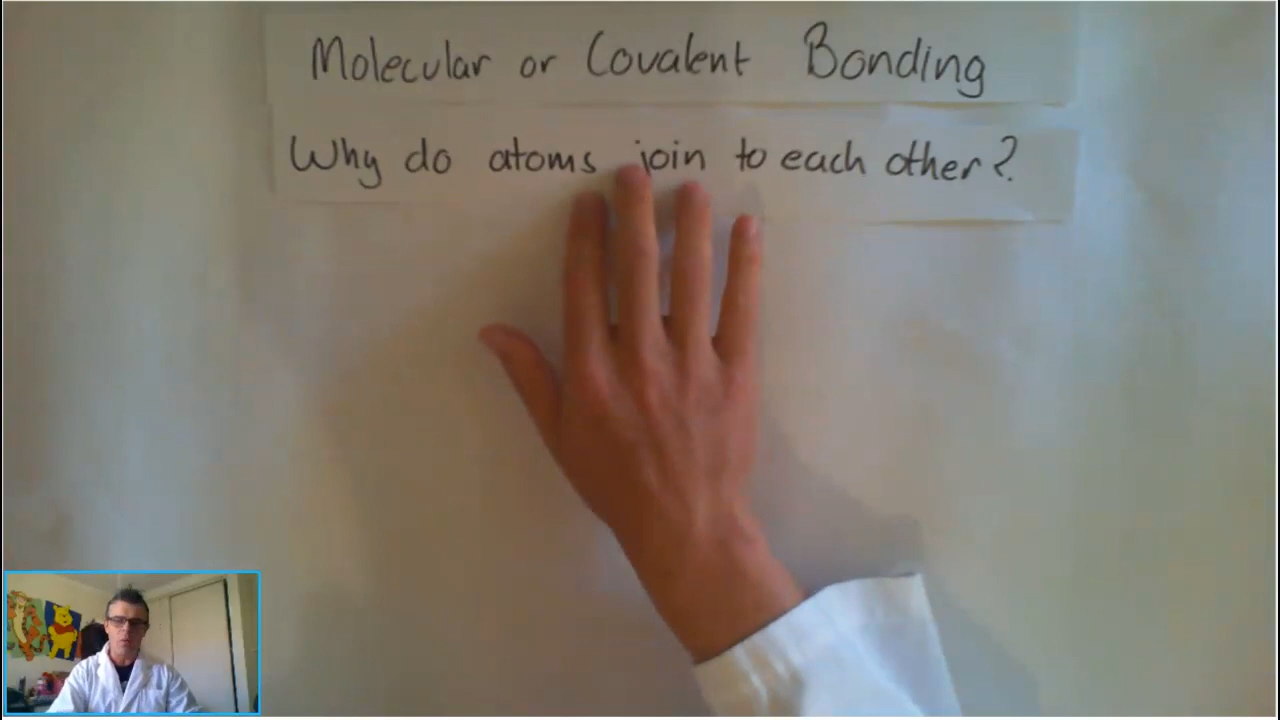 Molecular or Covalent Bonding
Why do atoms join to each other?